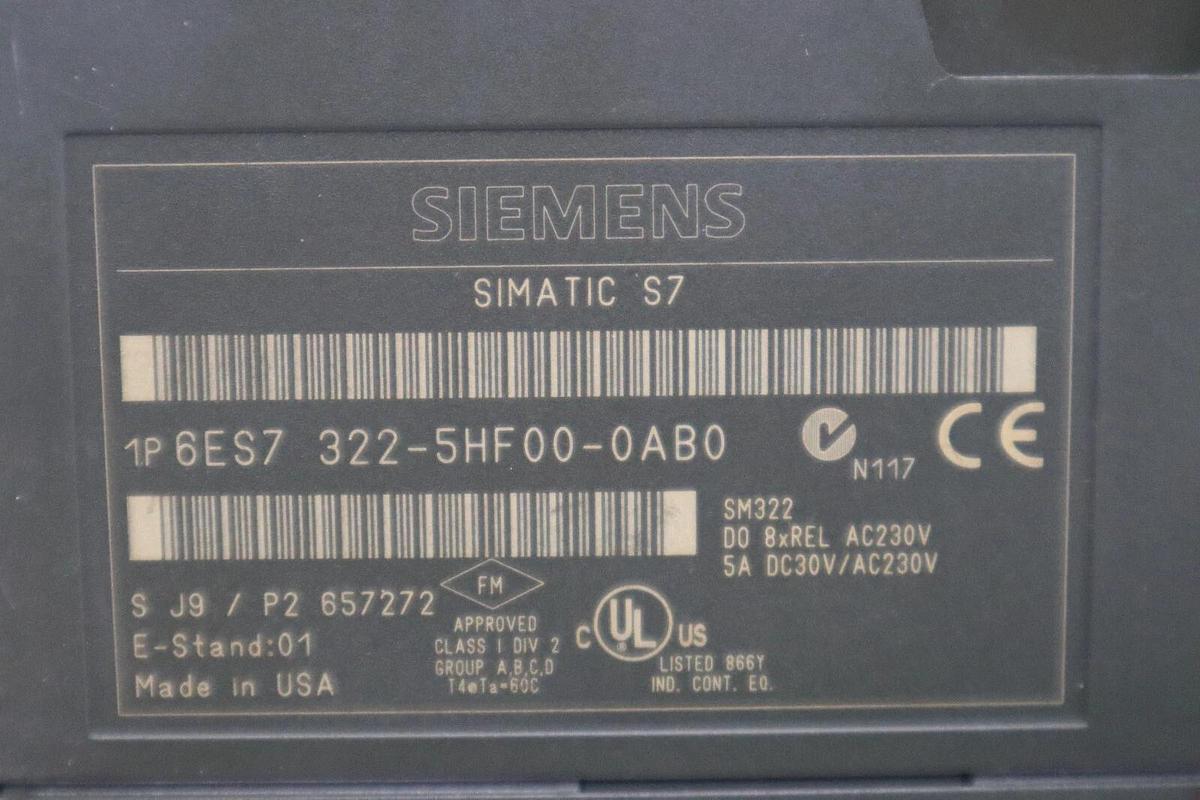 SIEMENS
SIMATIC S7
1P 6ES7 322-5HF00-0AB0
N117
CE
SM322
DO 8xREL AC230V
5A DC30V/AC230V
S J9 / P2 657272
E-Stand:01
Made in USA
FM
APPROVED
CLASS I DIV 2
GROUP A,B,C,D
T4@Ta=60C
C UL US
®
LISTED 866Y
IND. CONT. EQ.